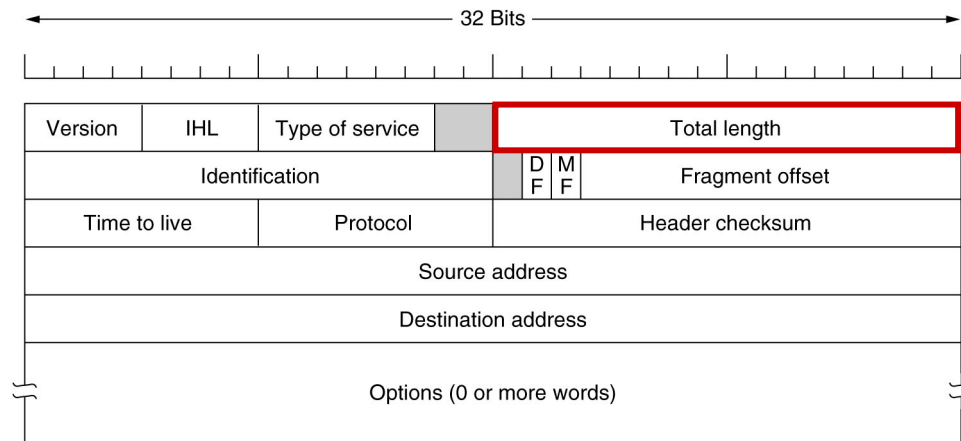 32 Bits
Version IHL Type of service Total length
Identification D F M F Fragment offset
Time to live Protocol Header checksum
Source address
Destination address
Options (0 or more words)